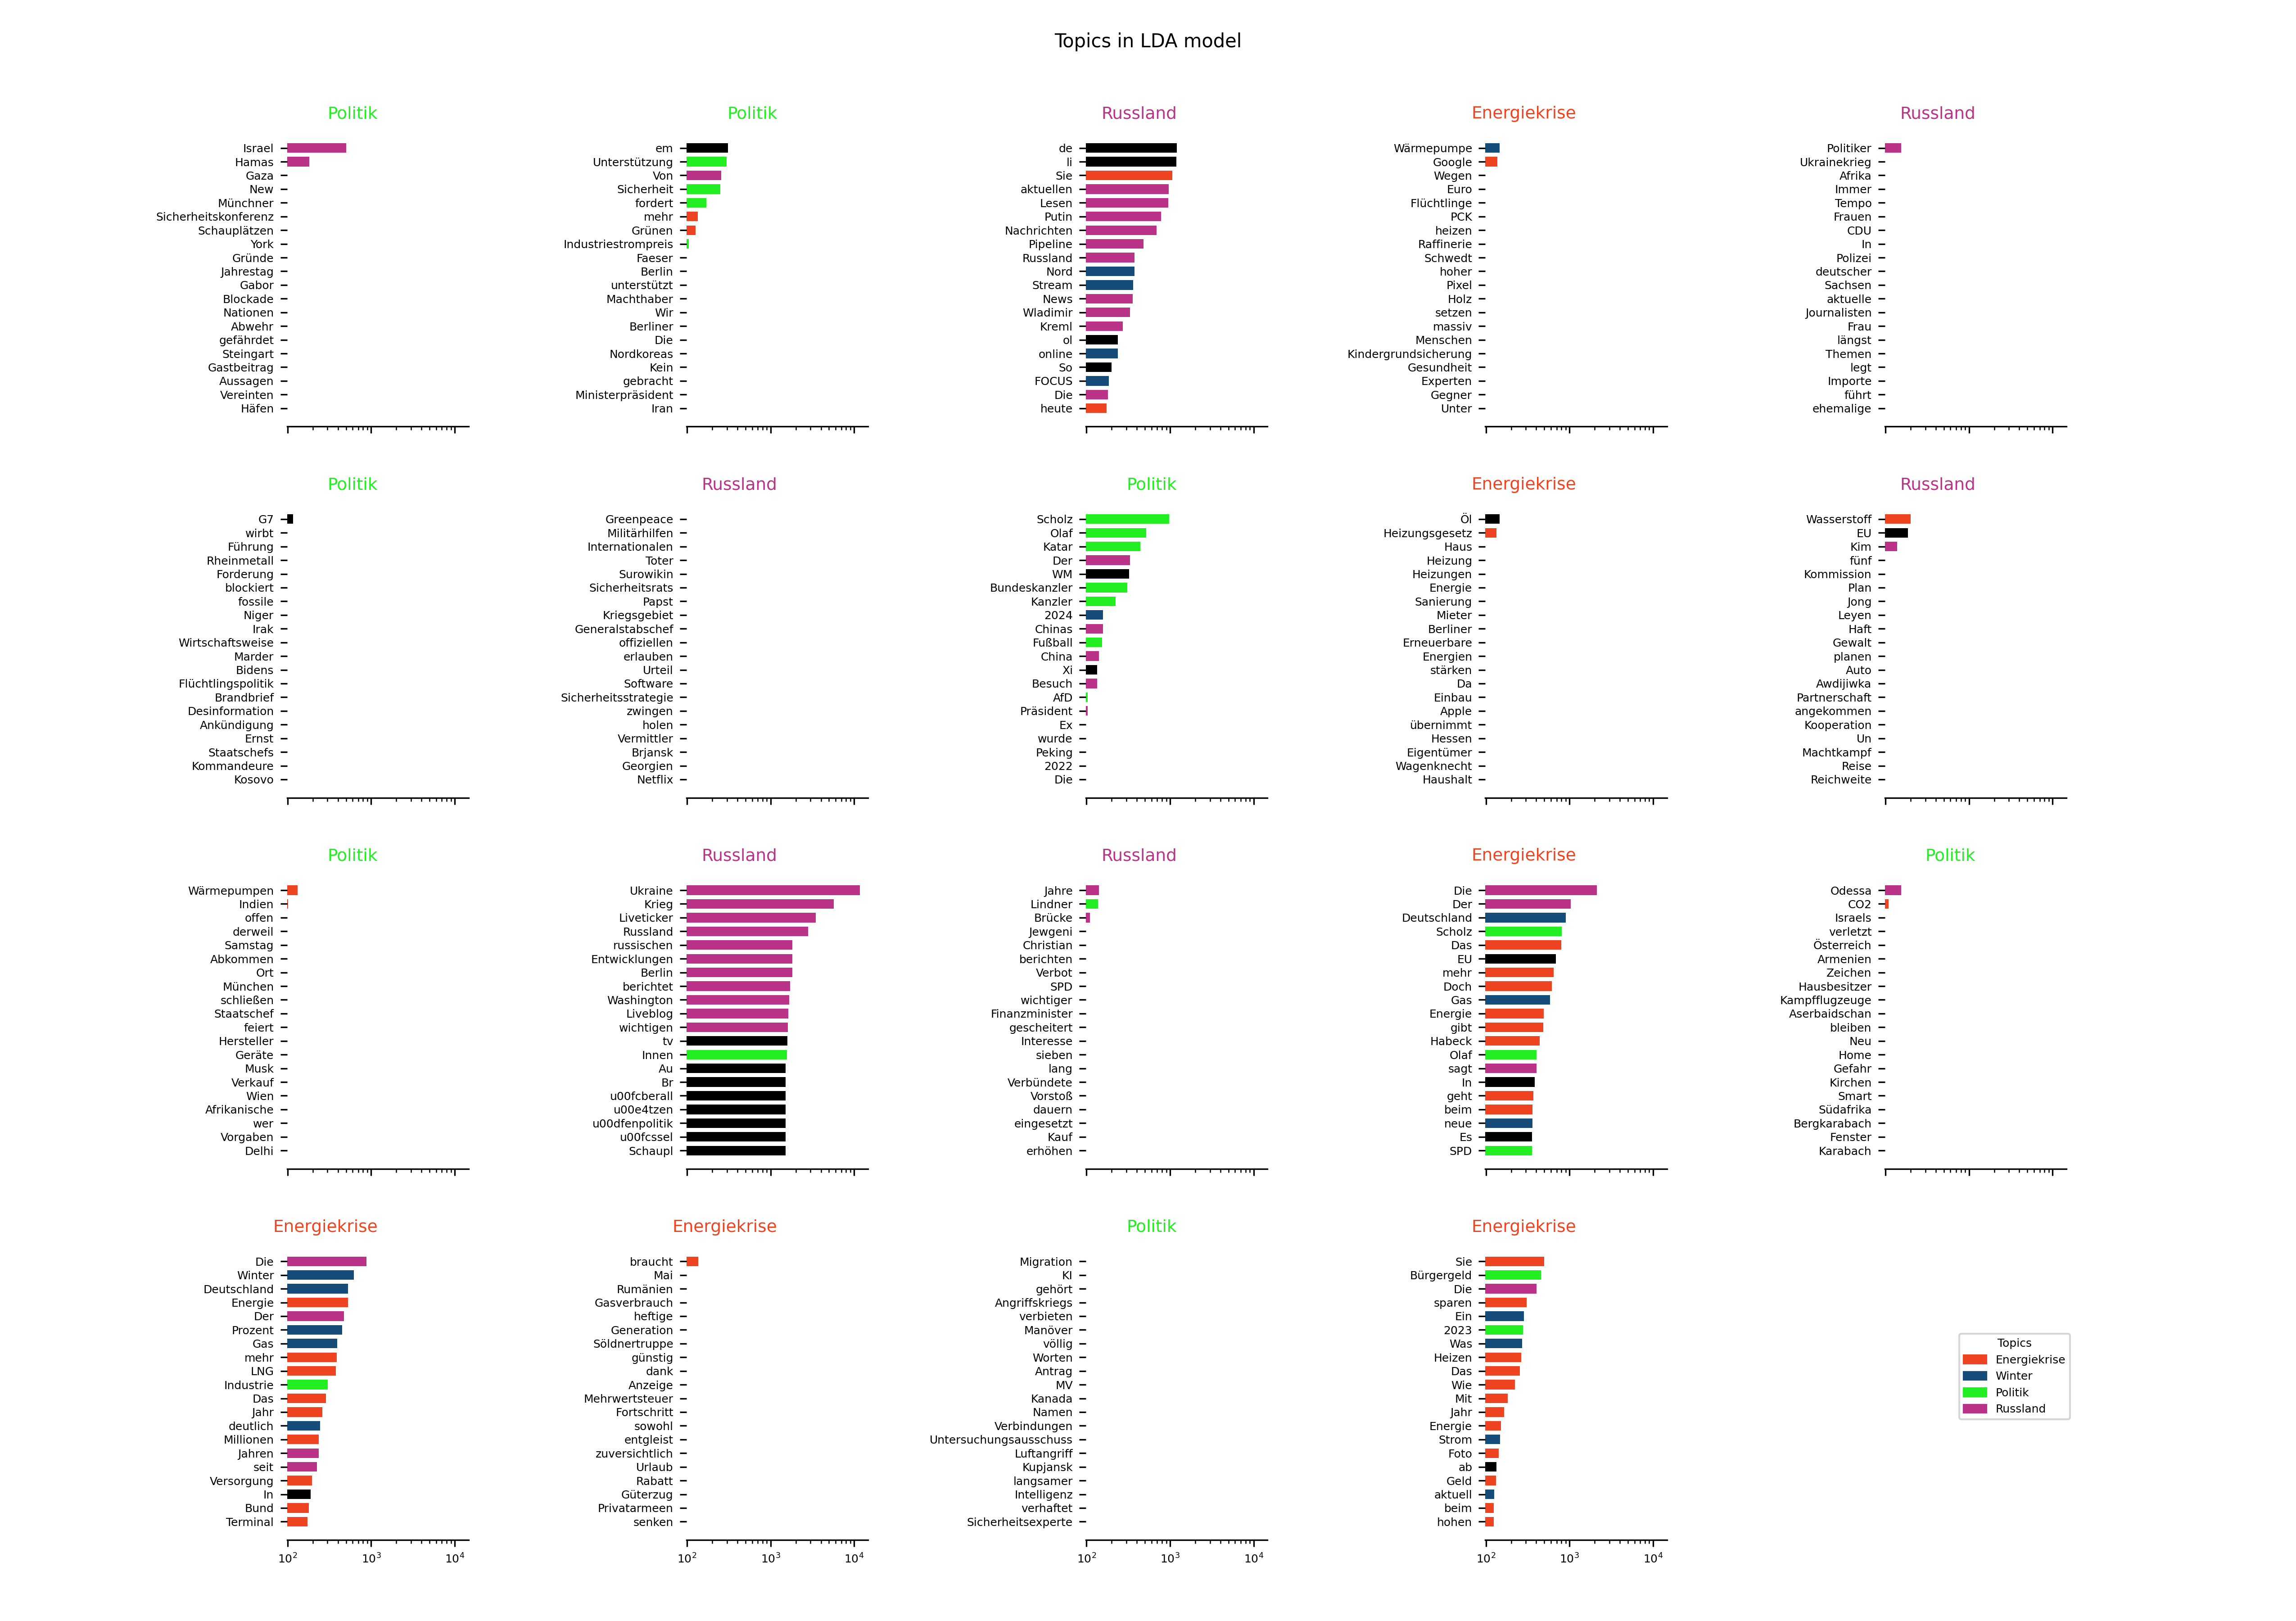 Topics in LDA model
Politik
Israel
Hamas
Gaza
New
Münchner
Sicherheitskonferenz
Schauplätzen
York
Gründe
Jahrestag
Gabor
Blockade
Nationen
Abwehr
gefährdet
Steingart
Gastbeitrag
Aussagen
Vereinten
Häfen
Politik
em
Unterstützung
Von
Sicherheit
fordert
mehr
Grünen
Industriestrompreis
Faeser
Berlin
unterstützt
Machthaber
Wir
Berliner
Die
Nordkoreas
Kein
gebracht
Ministerpräsident
Iran
Russland
de
li
Sie
aktuellen
Lesen
Putin
Nachrichten
Pipeline
Russland
Nord
Stream
News
Wladimir
Kreml
ol
online
So
FOCUS
Die
heute
Energiekrise
Wärmepumpe
Google
Wegen
Euro
Flüchtlinge
PCK
heizen
Raffinerie
Schwedt
hoher
Pixel
Holz
setzen
massiv
Menschen
Kindergrundsicherung
Gesundheit
Experten
Gegner
Unter
Russland
Politiker
Ukrainekrieg
Afrika
Immer
Tempo
Frauen
CDU
In
Polizei
deutscher
Sachsen
aktuelle
Journalisten
Frau
längst
Themen
legt
Importe
führt
ehemalige
Politik
G7
wirbt
Führung
Rheinmetall
Forderung
blockiert
fossile
Niger
Irak
Wirtschaftsweise
Marder
Bidens
Flüchtlingspolitik
Brandbrief
Desinformation
Ankündigung
Ernst
Staatschefs
Kommandeure
Kosovo
Russland
Greenpeace
Militärhilfen
Internationalen
Toter
Surowikin
Sicherheitsrats
Papst
Kriegsgebiet
Generalstabschef
offiziellen
erlauben
Urteil
Software
Sicherheitsstrategie
zwingen
holen
Vermittler
Brjansk
Georgien
Netflix
Politik
Scholz
Olaf
Katar
Der
WM
Bundeskanzler
Kanzler
2024
Chinas
Fußball
China
Xi
Besuch
AfD
Präsident
Ex
wurde
Peking
2022
Die
Energiekrise
Öl
Heizungsgesetz
Haus
Heizung
Heizungen
Energie
Sanierung
Mieter
Berliner
Erneuerbare
Energien
stärken
Da
Einbau
Apple
übernimmt
Hessen
Eigentümer
Wagenknecht
Haushalt
Russland
Wasserstoff
EU
Kim
fünf
Kommission
Plan
Jong
Leyen
Haft
Gewalt
planen
Auto
Awdijiwka
Partnerschaft
angekommen
Kooperation
Un
Machtkampf
Reise
Reichweite
Politik
Wärmepumpen
Indien
offen
derweil
Samstag
Abkommen
Ort
München
schließen
Staatschef
feiert
Hersteller
Geräte
Musk
Verkauf
Wien
Afrikanische
wer
Vorgaben
Delhi
Russland
Ukraine
Krieg
Liveticker
Russland
russischen
Entwicklungen
Berlin
berichtet
Washington
Liveblog
wichtigen
tv
Innen
Au
Br
u00fcberall
u00e4tzen
u00dfenpolitik
u00fcssel
Schaupl
Russland
Jahre
Lindner
Brücke
Jewgeni
Christian
berichten
Verbot
SPD
wichtiger
Finanzminister
gescheitert
Interesse
sieben
lang
Verbündete
Vorstoß
dauern
eingesetzt
Kauf
erhöhen
Energiekrise
Die
Der
Deutschland
Scholz
Das
EU
mehr
Doch
Gas
Energie
gibt
Habeck
Olaf
sagt
In
geht
beim
neue
Es
SPD
Politik
Odessa
CO2
Israels
verletzt
Österreich
Armenien
Zeichen
Hausbesitzer
Kampfflugzeuge
Aserbaidschan
bleiben
Neu
Home
Gefahr
Kirchen
Smart
Südafrika
Bergkarabach
Fenster
Karabach
Energiekrise
Die
Winter
Deutschland
Energie
Der
Prozent
Gas
mehr
LNG
Industrie
Das
Jahr
deutlich
Millionen
Jahren
seit
Versorgung
In
Bund
Terminal
10² 10³ 10⁴
Energiekrise
braucht
Mai
Rumänien
Gasverbrauch
heftige
Generation
Söldnertruppe
günstig
dank
Anzeige
Mehrwertsteuer
Fortschritt
sowohl
entgleist
zuversichtlich
Urlaub
Rabatt
Güterzug
Privatarmeen
senken
10² 10³ 10⁴
Politik
Migration
KI
gehört
Angriffskriegs
verbieten
Manöver
völlig
Worten
Antrag
MV
Kanada
Namen
Verbindungen
Untersuchungsausschuss
Luftangriff
Kupjansk
langsamer
Intelligenz
verhaftet
Sicherheitsexperte
10² 10³ 10⁴
Energiekrise
Sie
Bürgergeld
Die
sparen
Ein
2023
Was
Heizen
Das
Wie
Mit
Jahr
Energie
Strom
Foto
ab
Geld
aktuell
beim
hohen
10² 10³ 10⁴
Topics
Energiekrise
Winter
Politik
Russland